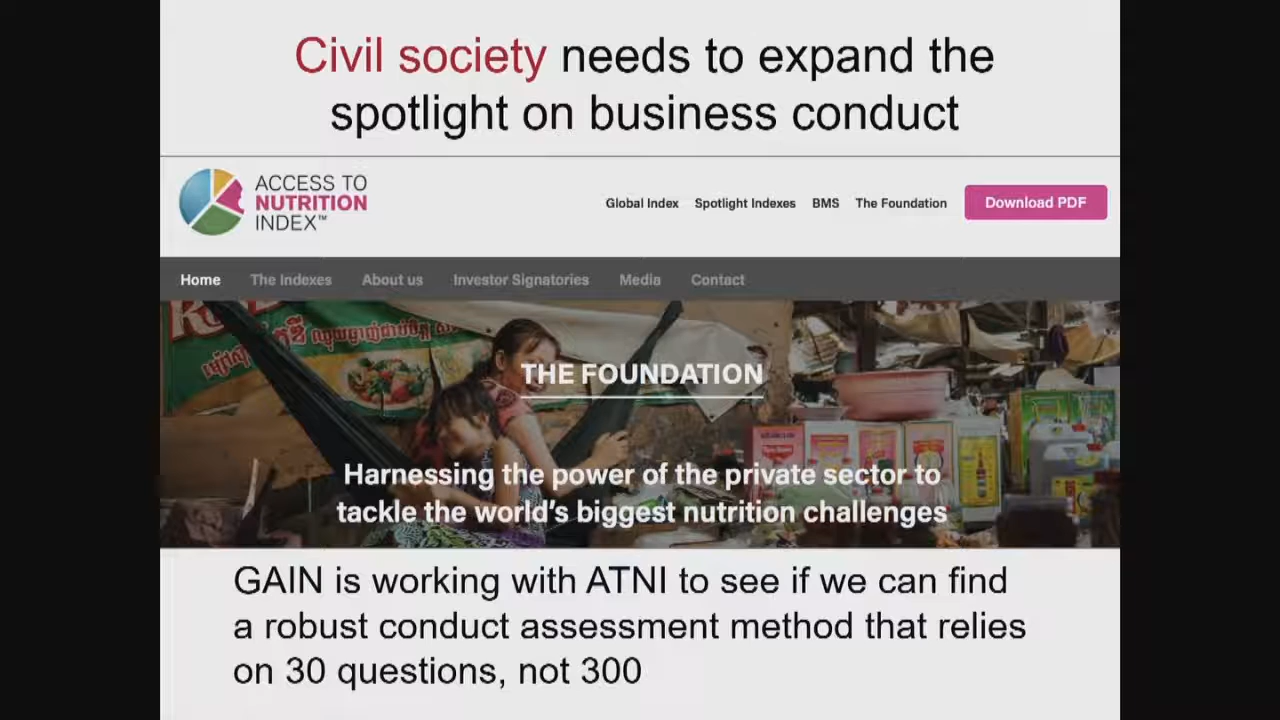 Civil society needs to expand the
spotlight on business conduct
ACCESS TO
NUTRITION
INDEX™
Global Index Spotlight Indexes BMS The Foundation Download PDF
Home The Indexes About us Investor Signatories Media Contact
THE FOUNDATION
Harnessing the power of the private sector to
tackle the world's biggest nutrition challenges
GAIN is working with ATNI to see if we can find
a robust conduct assessment method that relies
on 30 questions, not 300